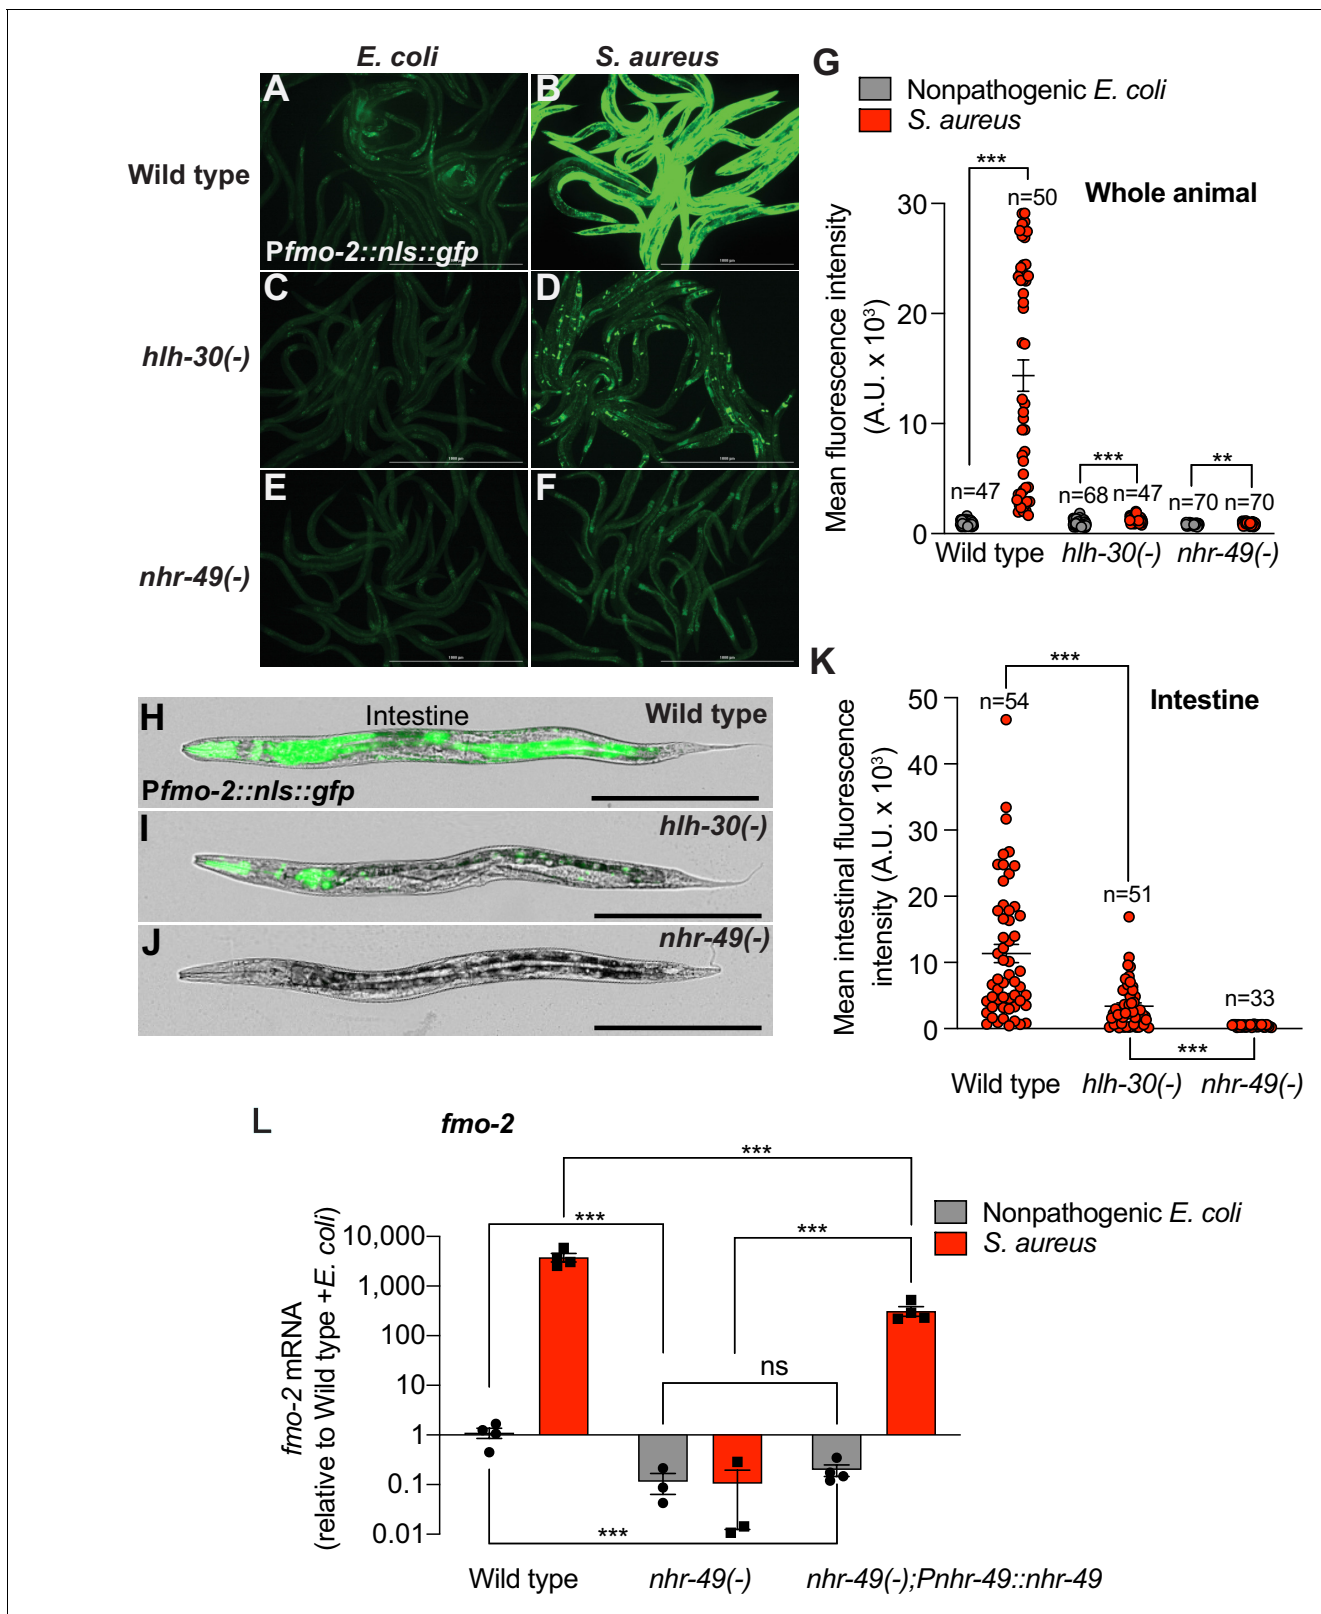 E. coli
S. aureus
A
B
Wild type
Pfmo-2::nls::gfp
C
D
hlh-30(-)
E
F
nhr-49(-)
G
Nonpathogenic E. coli
S. aureus
Whole animal
Mean fluorescence intensity
(A.U. x 10³)
30
20
10
0
***
n=50
n=47
***
n=68
n=47
**
n=70
n=70
Wild type
hlh-30(-)
nhr-49(-)
H
Intestine
Wild type
Pfmo-2::nls::gfp
I
hlh-30(-)
J
nhr-49(-)
K
Intestine
Mean intestinal fluorescence
intensity (A.U. x 10³)
50
40
30
20
10
0
***
n=54
n=51
n=33
***
Wild type
hlh-30(-)
nhr-49(-)
L
fmo-2
Nonpathogenic E. coli
S. aureus
fmo-2 mRNA
(relative to Wild type +E. coli)
10,000
1,000
100
10
1
0.1
0.01
***
***
***
ns
***
Wild type
nhr-49(-)
nhr-49(-);Pnhr-49::nhr-49